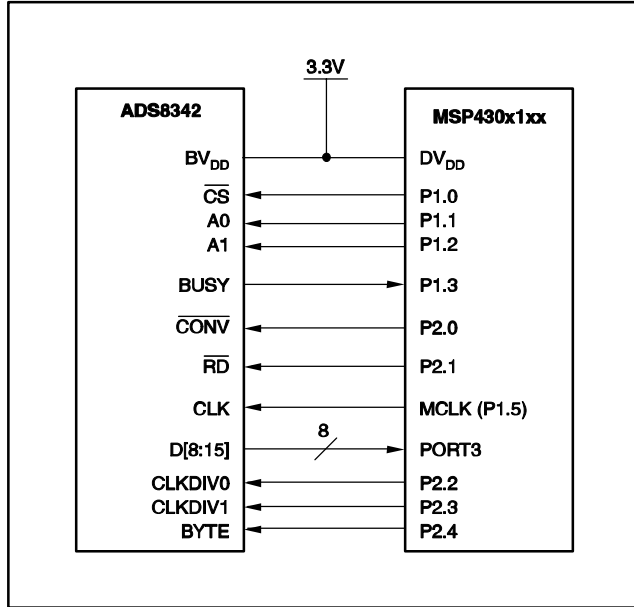 3.3V
ADS8342 MSP430x1xx
BVDD DVDD
CS P1.0
A0 P1.1
A1 P1.2
BUSY P1.3
CONV P2.0
RD P2.1
CLK MCLK (P1.5)
8
D[8:15] PORT3
CLKDIV0 P2.2
CLKDIV1 P2.3
BYTE P2.4